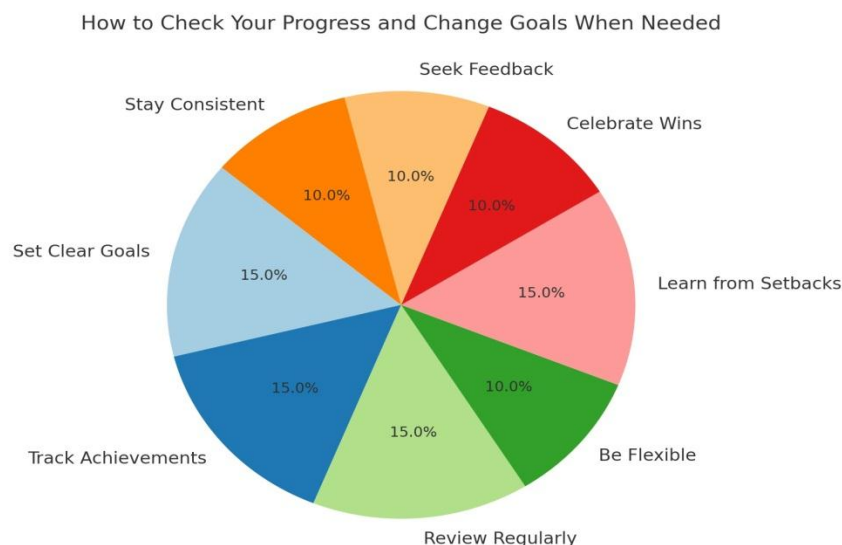 How to Check Your Progress and Change Goals When Needed
Seek Feedback
Stay Consistent
Celebrate Wins
10.0%
10.0%
10.0%
Set Clear Goals
15.0%
Learn from Setbacks
15.0%
15.0%
10.0%
15.0%
Track Achievements
Be Flexible
Review Regularly